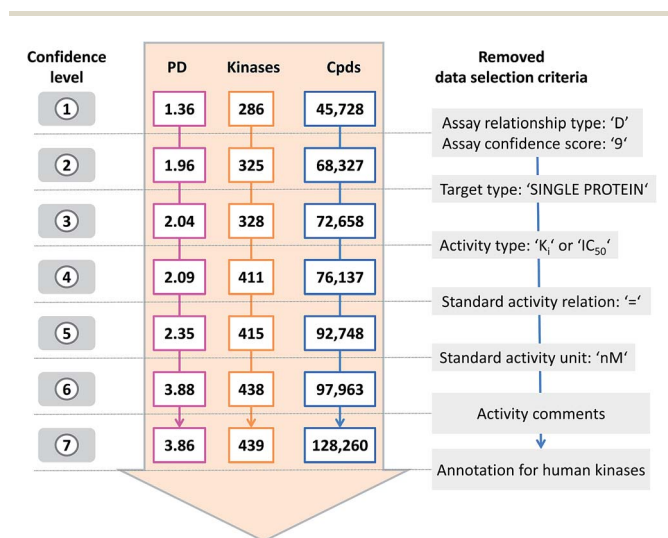 Confidence
level
PD Kinases Cpds
Removed
data selection criteria
1 1.36 286 45,728
Assay relationship type: ‘D’
Assay confidence score: ‘9‘
2 1.96 325 68,327
Target type: ‘SINGLE PROTEIN‘
3 2.04 328 72,658
Activity type: ‘Ki‘ or ‘IC50‘
4 2.09 411 76,137
Standard activity relation: ‘=‘
5 2.35 415 92,748
Standard activity unit: ‘nM‘
6 3.88 438 97,963
Activity comments
7 3.86 439 128,260
Annotation for human kinases